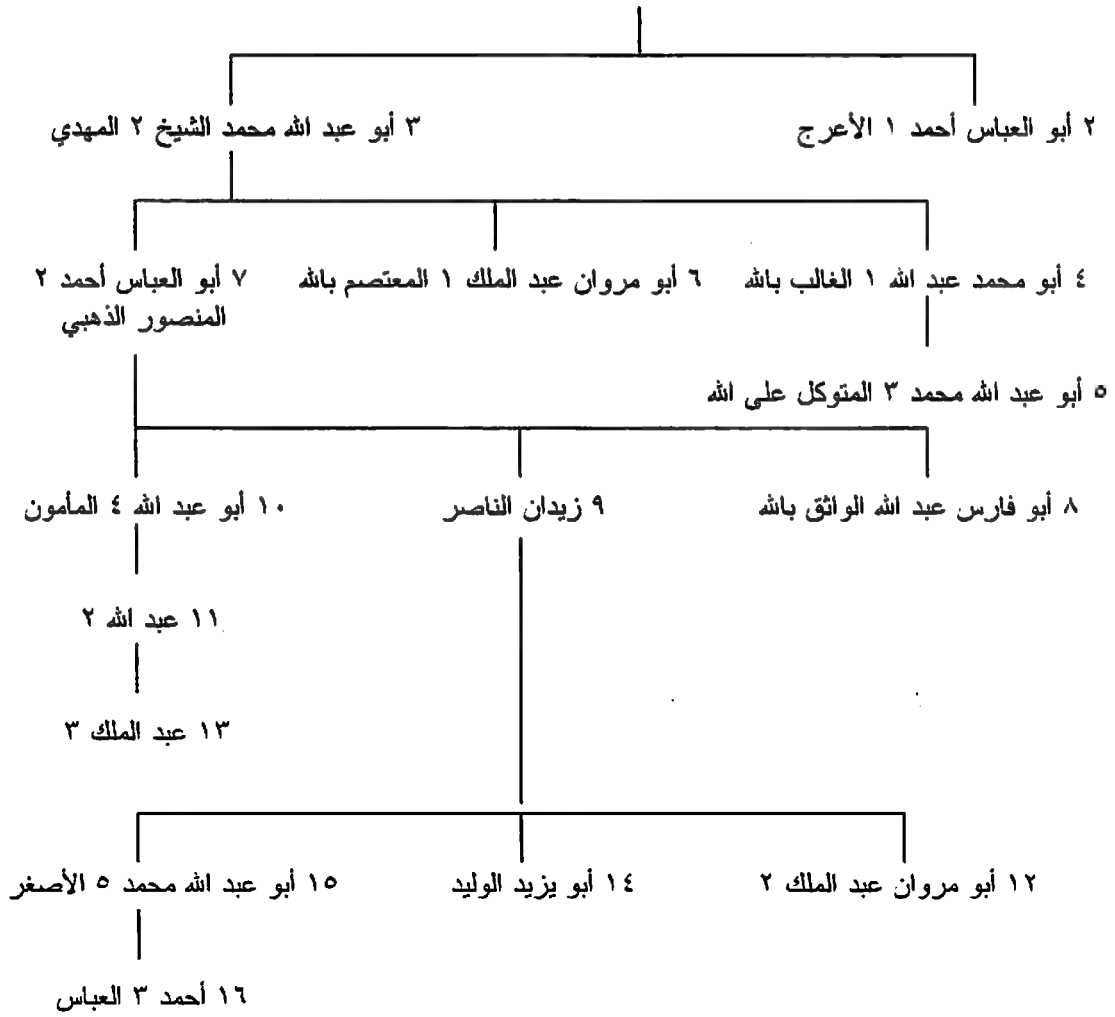 ٢ أبو العباس أحمد ١ الأعرج
٣ أبو عبد الله محمد الشيخ ٢ المهدي
٤ أبو محمد عبد الله ١ الغالب بالله
٦ أبو مروان عبد الملك ١ المعتصم بالله
٧ أبو العباس أحمد ٢
المنصور الذهبي
٥ أبو عبد الله محمد ٣ المتوكل على الله
٨ أبو فارس عبد الله الواثق بالله
٩ زيدان الناصر
١٠ أبو عبد الله ٤ المأمون
١١ عبد الله ٢
١٣ عبد الملك ٣
١٢ أبو مروان عبد الملك ٢
١٤ أبو يزيد الوليد
١٥ أبو عبد الله محمد ٥ الأصغر
١٦ أحمد ٣ العباس